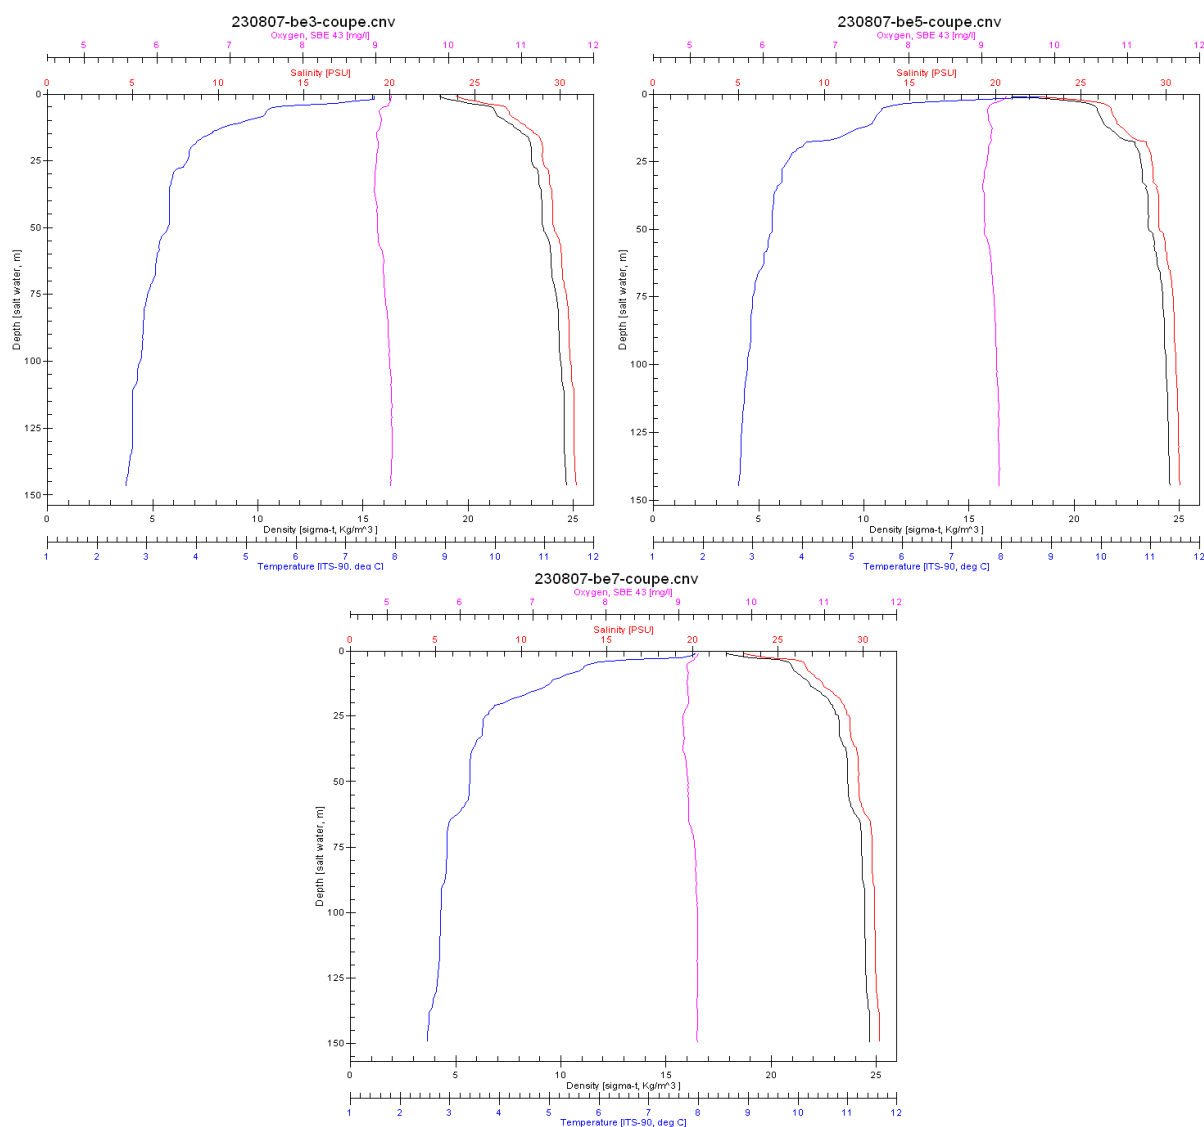 230807-be3-coupe.cnv
Oxygen, SBE 43 [mg/l]
5 6 7 8 9 10 11 12
Salinity [PSU]
0 5 10 15 20 25 30
0
25
50
75
100
125
150
Depth [salt water, m]
0 5 10 15 20 25
Density [sigma-t, Kg/m^3 ]
1 2 3 4 5 6 7 8 9 10 11 12
Temperature [ITS-90, deg C]
230807-be5-coupe.cnv
Oxygen, SBE 43 [mg/l]
5 6 7 8 9 10 11 12
Salinity [PSU]
0 5 10 15 20 25 30
0
25
50
75
100
125
150
Depth [salt water, m]
0 5 10 15 20 25
Density [sigma-t, Kg/m^3 ]
1 2 3 4 5 6 7 8 9 10 11 12
Temperature [ITS-90, deg C]
230807-be7-coupe.cnv
Oxygen, SBE 43 [mg/l]
5 6 7 8 9 10 11 12
Salinity [PSU]
0 5 10 15 20 25 30
0
25
50
75
100
125
150
Depth [salt water, m]
0 5 10 15 20 25
Density [sigma-t, Kg/m^3 ]
1 2 3 4 5 6 7 8 9 10 11 12
Temperature [ITS-90, deg C]